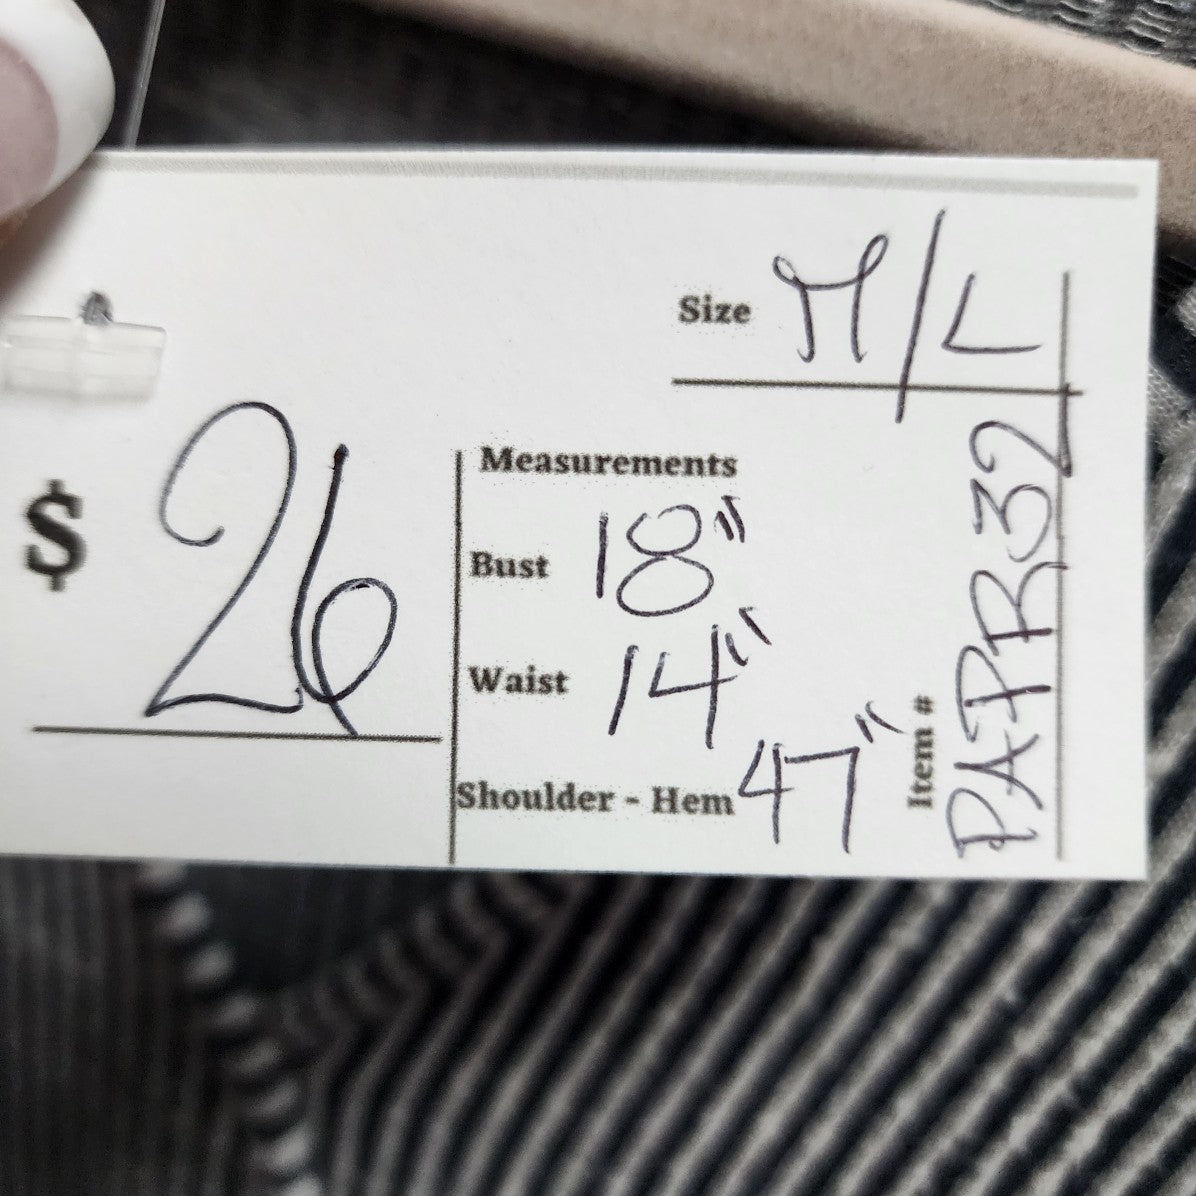 Size M/L
$ 26
Measurements
Bust 18"
Waist 14"
Shoulder - Hem 47"
Item # PAPR32